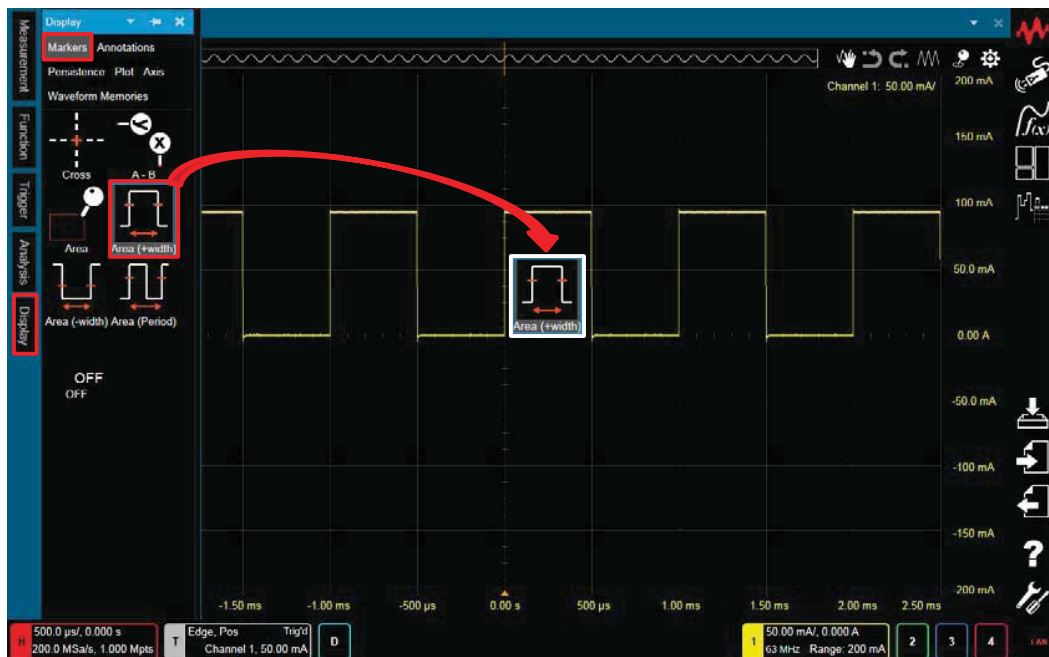 Display
Markers Annotations
Persistence Plot Axis
Waveform Memories
Cross
A - B
Area
Area (+width)
Area (-width)
Area (Period)
OFF
OFF
Measurement
Function
Trigger
Analysis
Display
Area (+width)
Channel 1: 50.00 mA/
200 mA
150 mA
100 mA
50.0 mA
0.00 A
-50.0 mA
-100 mA
-150 mA
-200 mA
-1.50 ms
-1.00 ms
-500 µs
0.00 s
500 µs
1.00 ms
1.50 ms
2.00 ms
2.50 ms
f(x)
?
H
500.0 µs/, 0.000 s
200.0 MSa/s, 1.000 Mpts
T
Edge, Pos Trig'd
Channel 1, 50.00 mA
D
1
50.00 mA/, 0.000 A
63 MHz Range: 200 mA
2
3
4
LAN